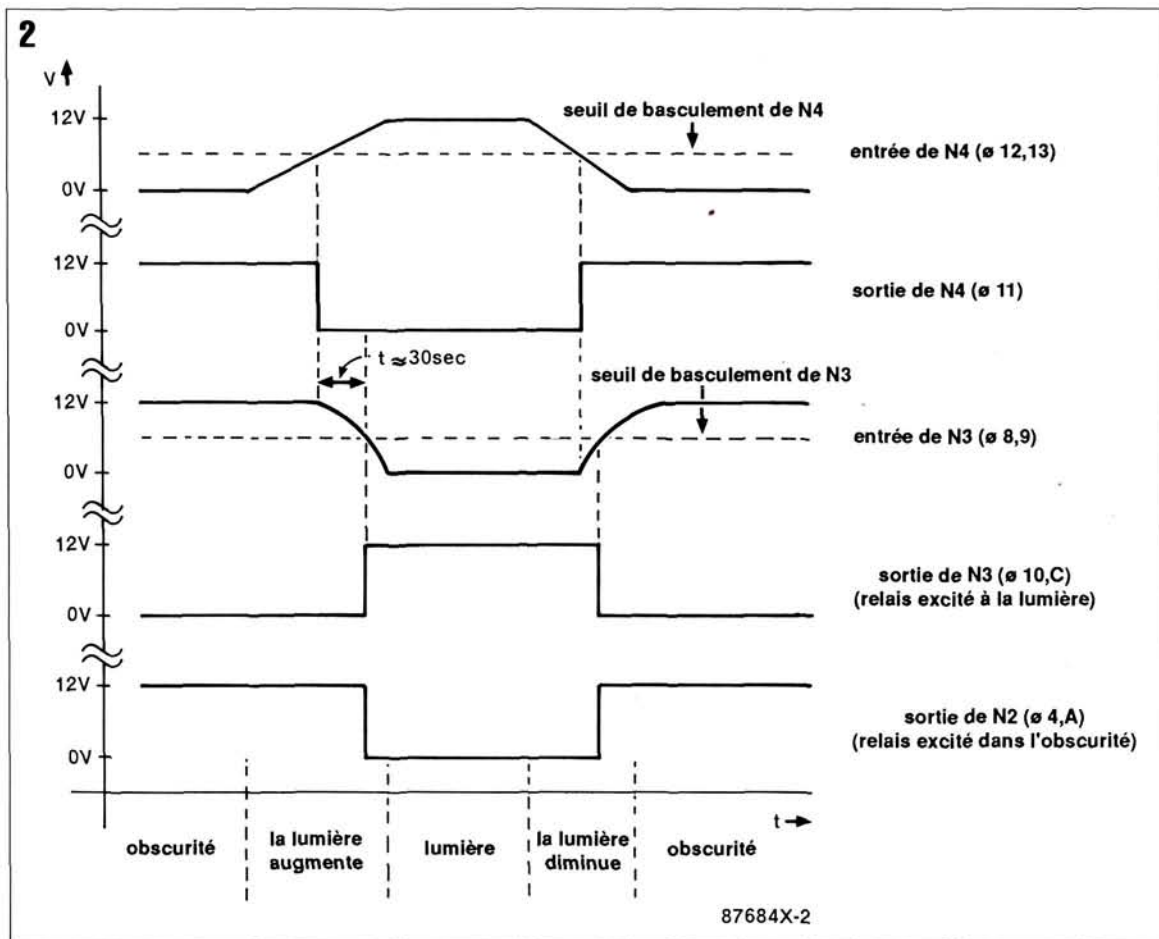 2
V
12V
seuil de basculement de N4
entrée de N4 (ø 12,13)
0V
12V
sortie de N4 (ø 11)
0V
t ≈30sec
seuil de basculement de N3
12V
entrée de N3 (ø 8,9)
0V
12V
sortie de N3 (ø 10,C)
(relais excité à la lumière)
0V
12V
sortie de N2 (ø 4,A)
(relais excité dans l'obscurité)
0V
t
obscurité
la lumière
augmente
lumière
la lumière
diminue
obscurité
87684X-2